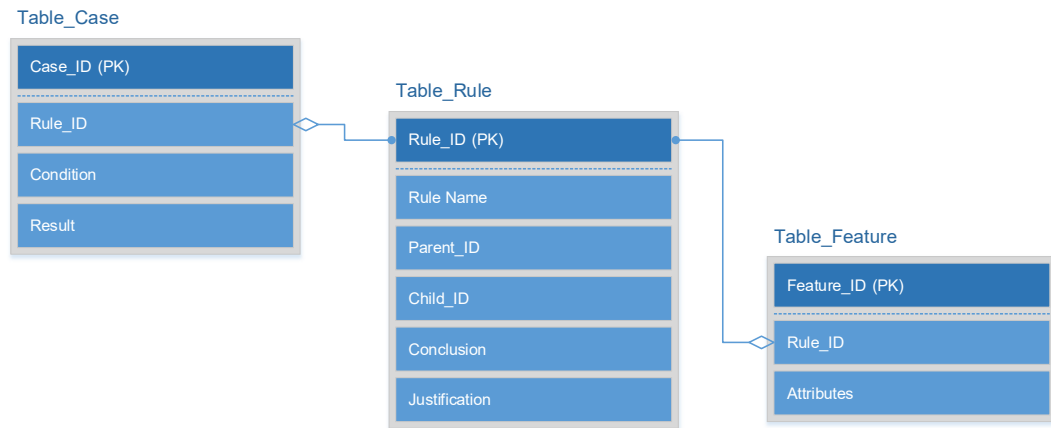 Table_Case
Case_ID (PK)
Rule_ID
Condition
Result
Table_Rule
Rule_ID (PK)
Rule Name
Parent_ID
Child_ID
Conclusion
Justification
Table_Feature
Feature_ID (PK)
Rule_ID
Attributes